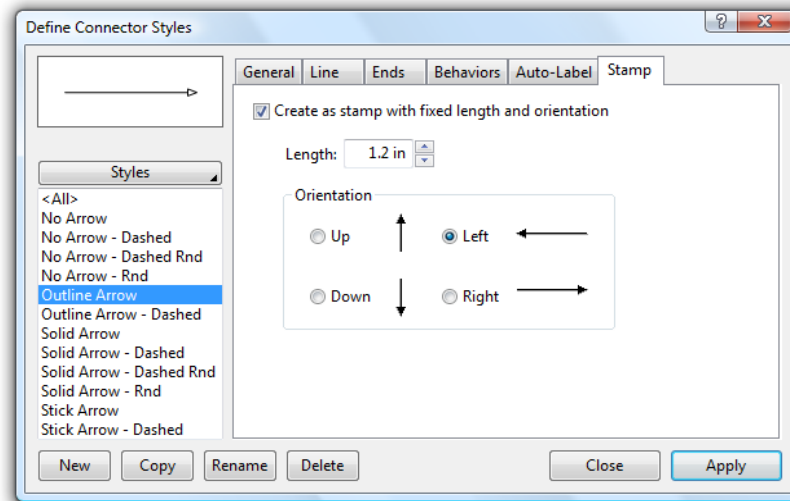 Define Connector Styles
General Line Ends Behaviors Auto-Label Stamp
Create as stamp with fixed length and orientation
Length: 1.2 in
Styles
<All>
No Arrow
No Arrow - Dashed
No Arrow - Dashed Rnd
No Arrow - Rnd
Outline Arrow
Outline Arrow - Dashed
Solid Arrow
Solid Arrow - Dashed
Solid Arrow - Dashed Rnd
Solid Arrow - Rnd
Stick Arrow
Stick Arrow - Dashed
Orientation
Up Left
Down Right
New Copy Rename Delete Close Apply